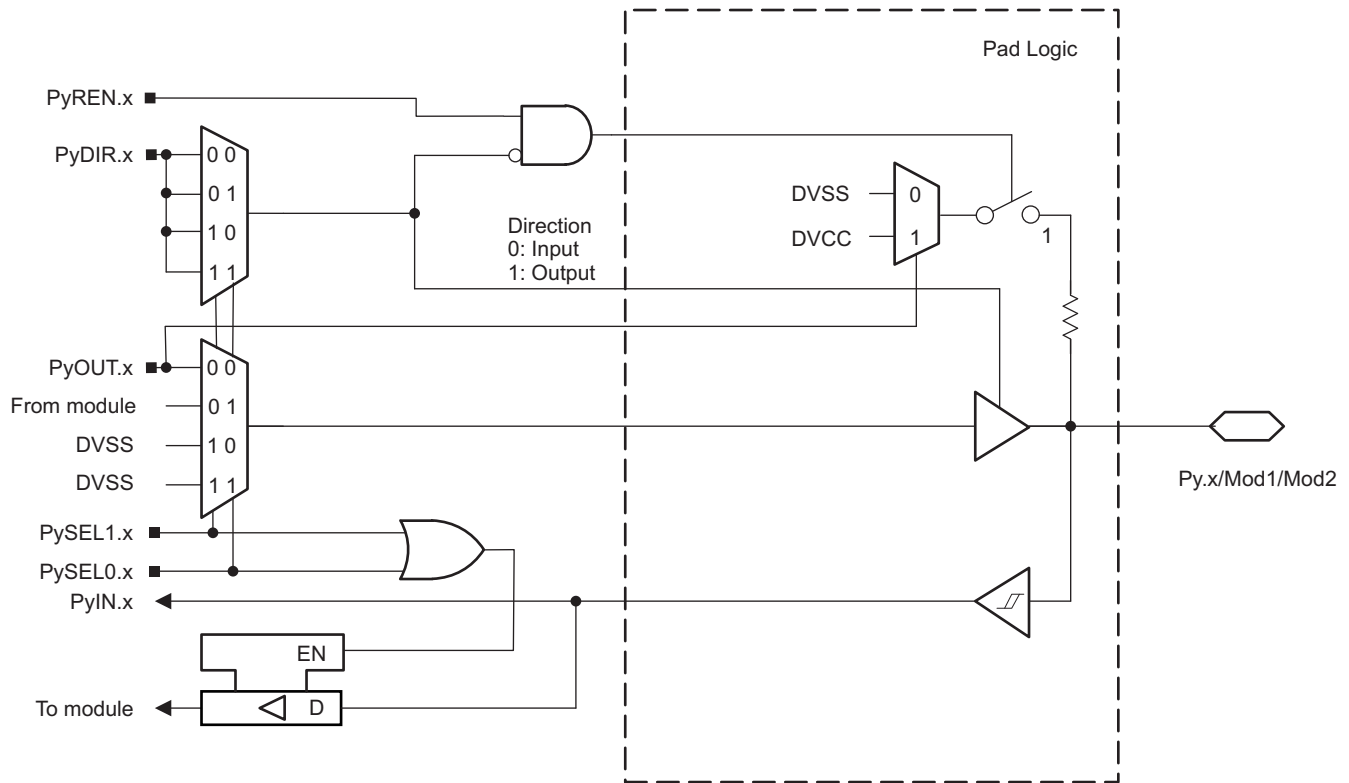 Pad Logic
PyREN.x
PyDIR.x
0 0
0 1
1 0
1 1
Direction
0: Input
1: Output
DVSS
0
DVCC
1
1
PyOUT.x
0 0
From module
0 1
DVSS
1 0
DVSS
1 1
Py.x/Mod1/Mod2
PySEL1.x
PySEL0.x
PyIN.x
EN
To module
D